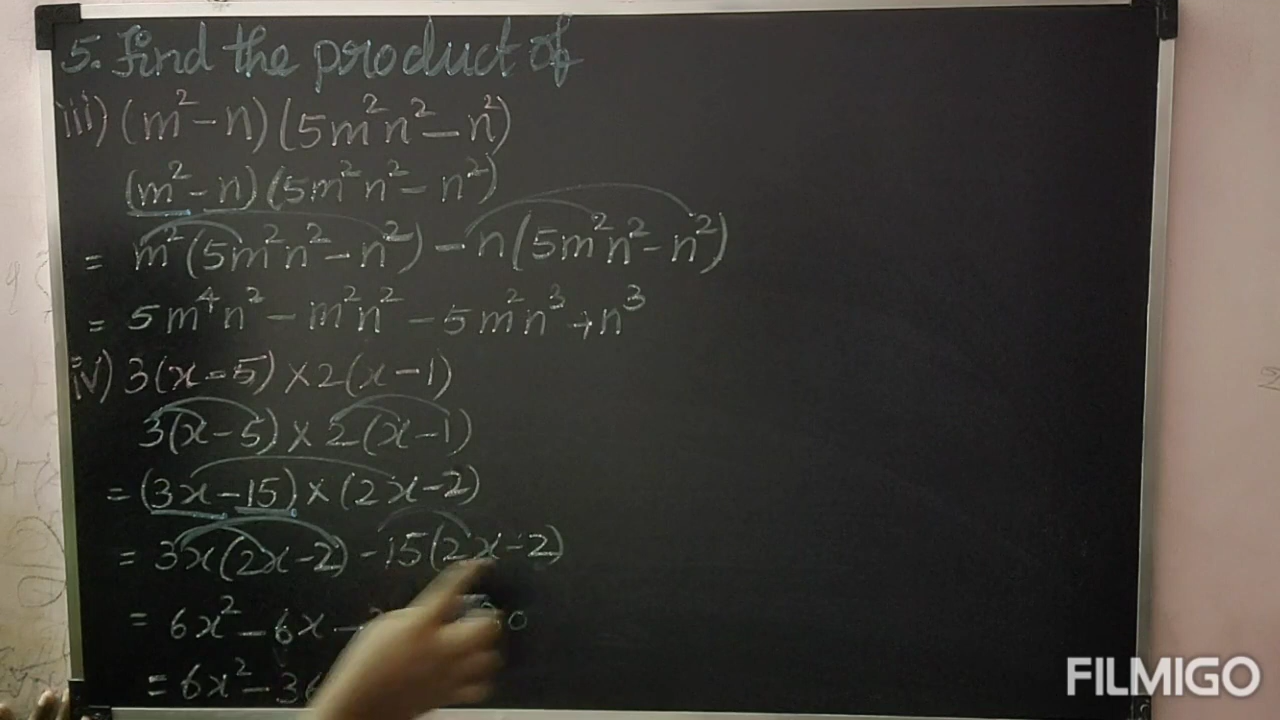 5. Find the product of
iii) (m² - n) (5m²n² - n²)
(m² - n) (5m²n² - n²)
= m² (5m²n² - n²) - n (5m²n² - n²)
= 5m⁴n² - m²n² - 5m²n³ + n³
iv) 3(x - 5) × 2(x - 1)
3(x - 5) × 2(x - 1)
= (3x - 15) × (2x - 2)
= 3x(2x - 2) - 15(2x - 2)
= 6x² - 6x -
= 6x² - 36
FILMIGO